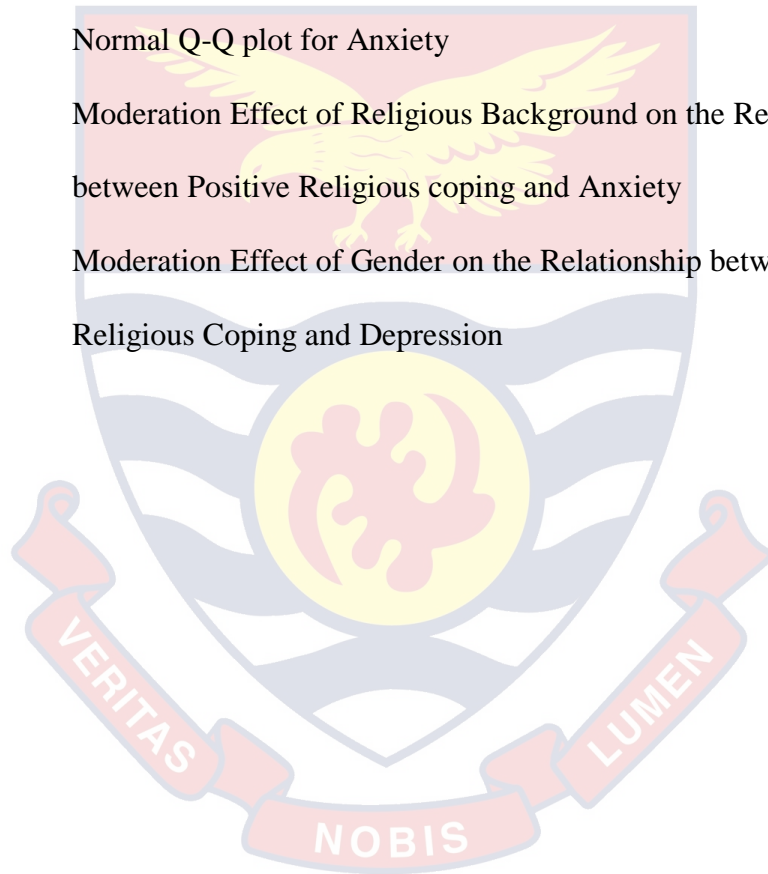 Normal Q-Q plot for Anxiety
Moderation Effect of Religious Background on the Re
between Positive Religious coping and Anxiety
Moderation Effect of Gender on the Relationship betw
Religious Coping and Depression
VERITAS
NOBIS
LUMEN